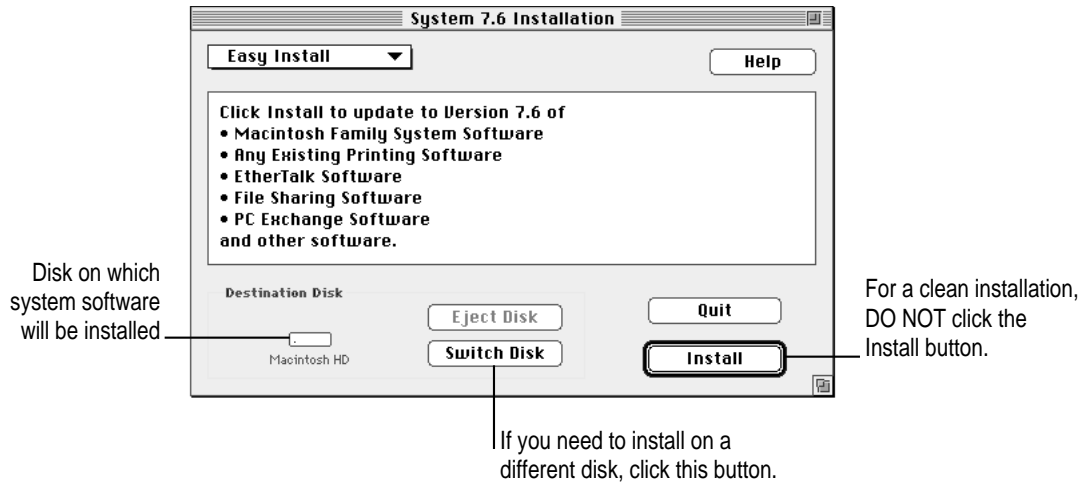 System 7.6 Installation
Easy Install
Help
Click Install to update to Version 7.6 of
• Macintosh Family System Software
• Any Existing Printing Software
• EtherTalk Software
• File Sharing Software
• PC Exchange Software
and other software.
Disk on which
system software
will be installed
Destination Disk
Macintosh HD
Eject Disk
Switch Disk
Quit
Install
For a clean installation,
DO NOT click the
Install button.
If you need to install on a
different disk, click this button.